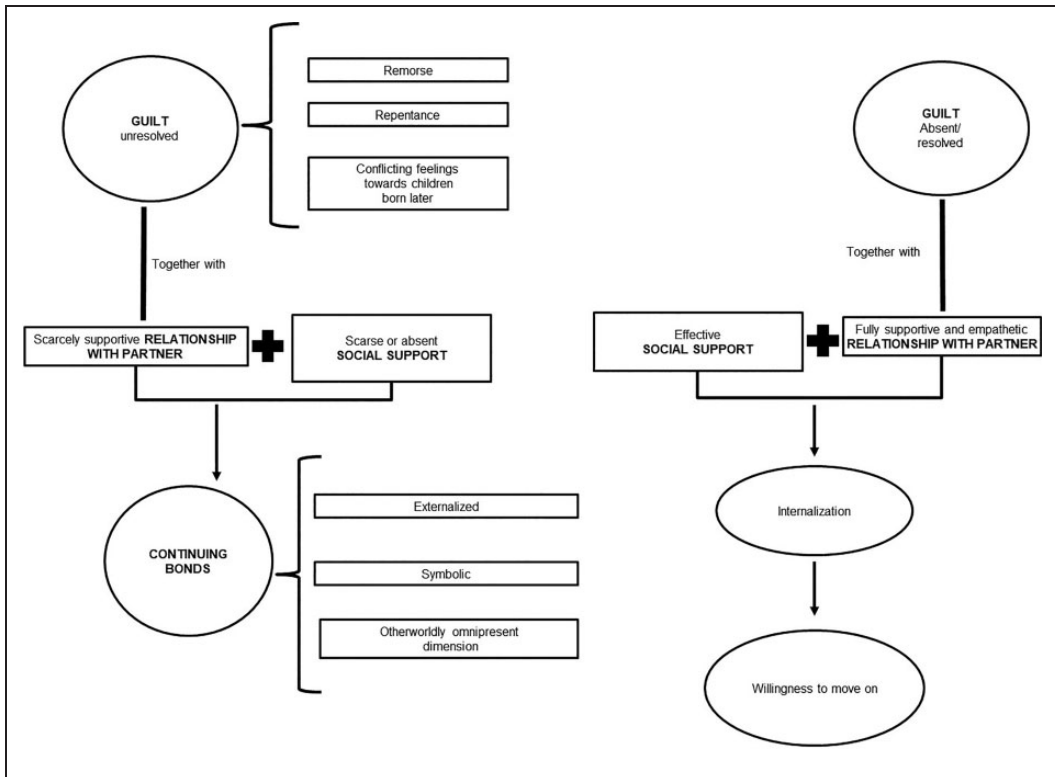 GUILT
unresolved
Remorse
Repentance
Conflicting feelings
towards children
born later
Together with
Scarcely supportive RELATIONSHIP
WITH PARTNER
Scarse or absent
SOCIAL SUPPORT
CONTINUING
BONDS
Externalized
Symbolic
Otherworldly omnipresent
dimension
GUILT
Absent/
resolved
Together with
Effective
SOCIAL SUPPORT
Fully supportive and empathetic
RELATIONSHIP WITH PARTNER
Internalization
Willingness to move on